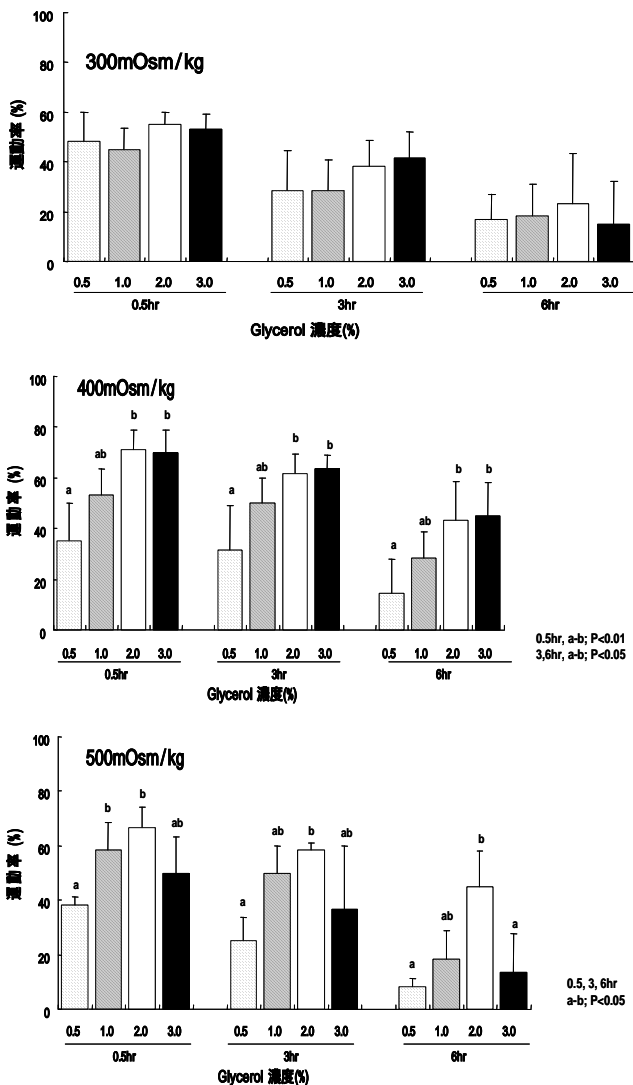 100
300mOsm/kg
80
60
40
20
0
運動率 (%)
0.5 1.0 2.0 3.0 0.5 1.0 2.0 3.0 0.5 1.0 2.0 3.0
0.5hr 3hr 6hr
Glycerol 濃度(%)
100
400mOsm/kg
80
60
40
20
0
運動率 (%)
a ab b b a ab b b a ab b b
0.5 1.0 2.0 3.0 0.5 1.0 2.0 3.0 0.5 1.0 2.0 3.0
0.5hr 3hr 6hr
Glycerol 濃度(%)
0.5hr, a-b; P<0.01
3,6hr, a-b; P<0.05
100
500mOsm/kg
80
60
40
20
0
運動率 (%)
a b b ab a ab b ab a ab b a
0.5 1.0 2.0 3.0 0.5 1.0 2.0 3.0 0.5 1.0 2.0 3.0
0.5hr 3hr 6hr
Glycerol 濃度(%)
0.5, 3, 6hr
a-b; P<0.05